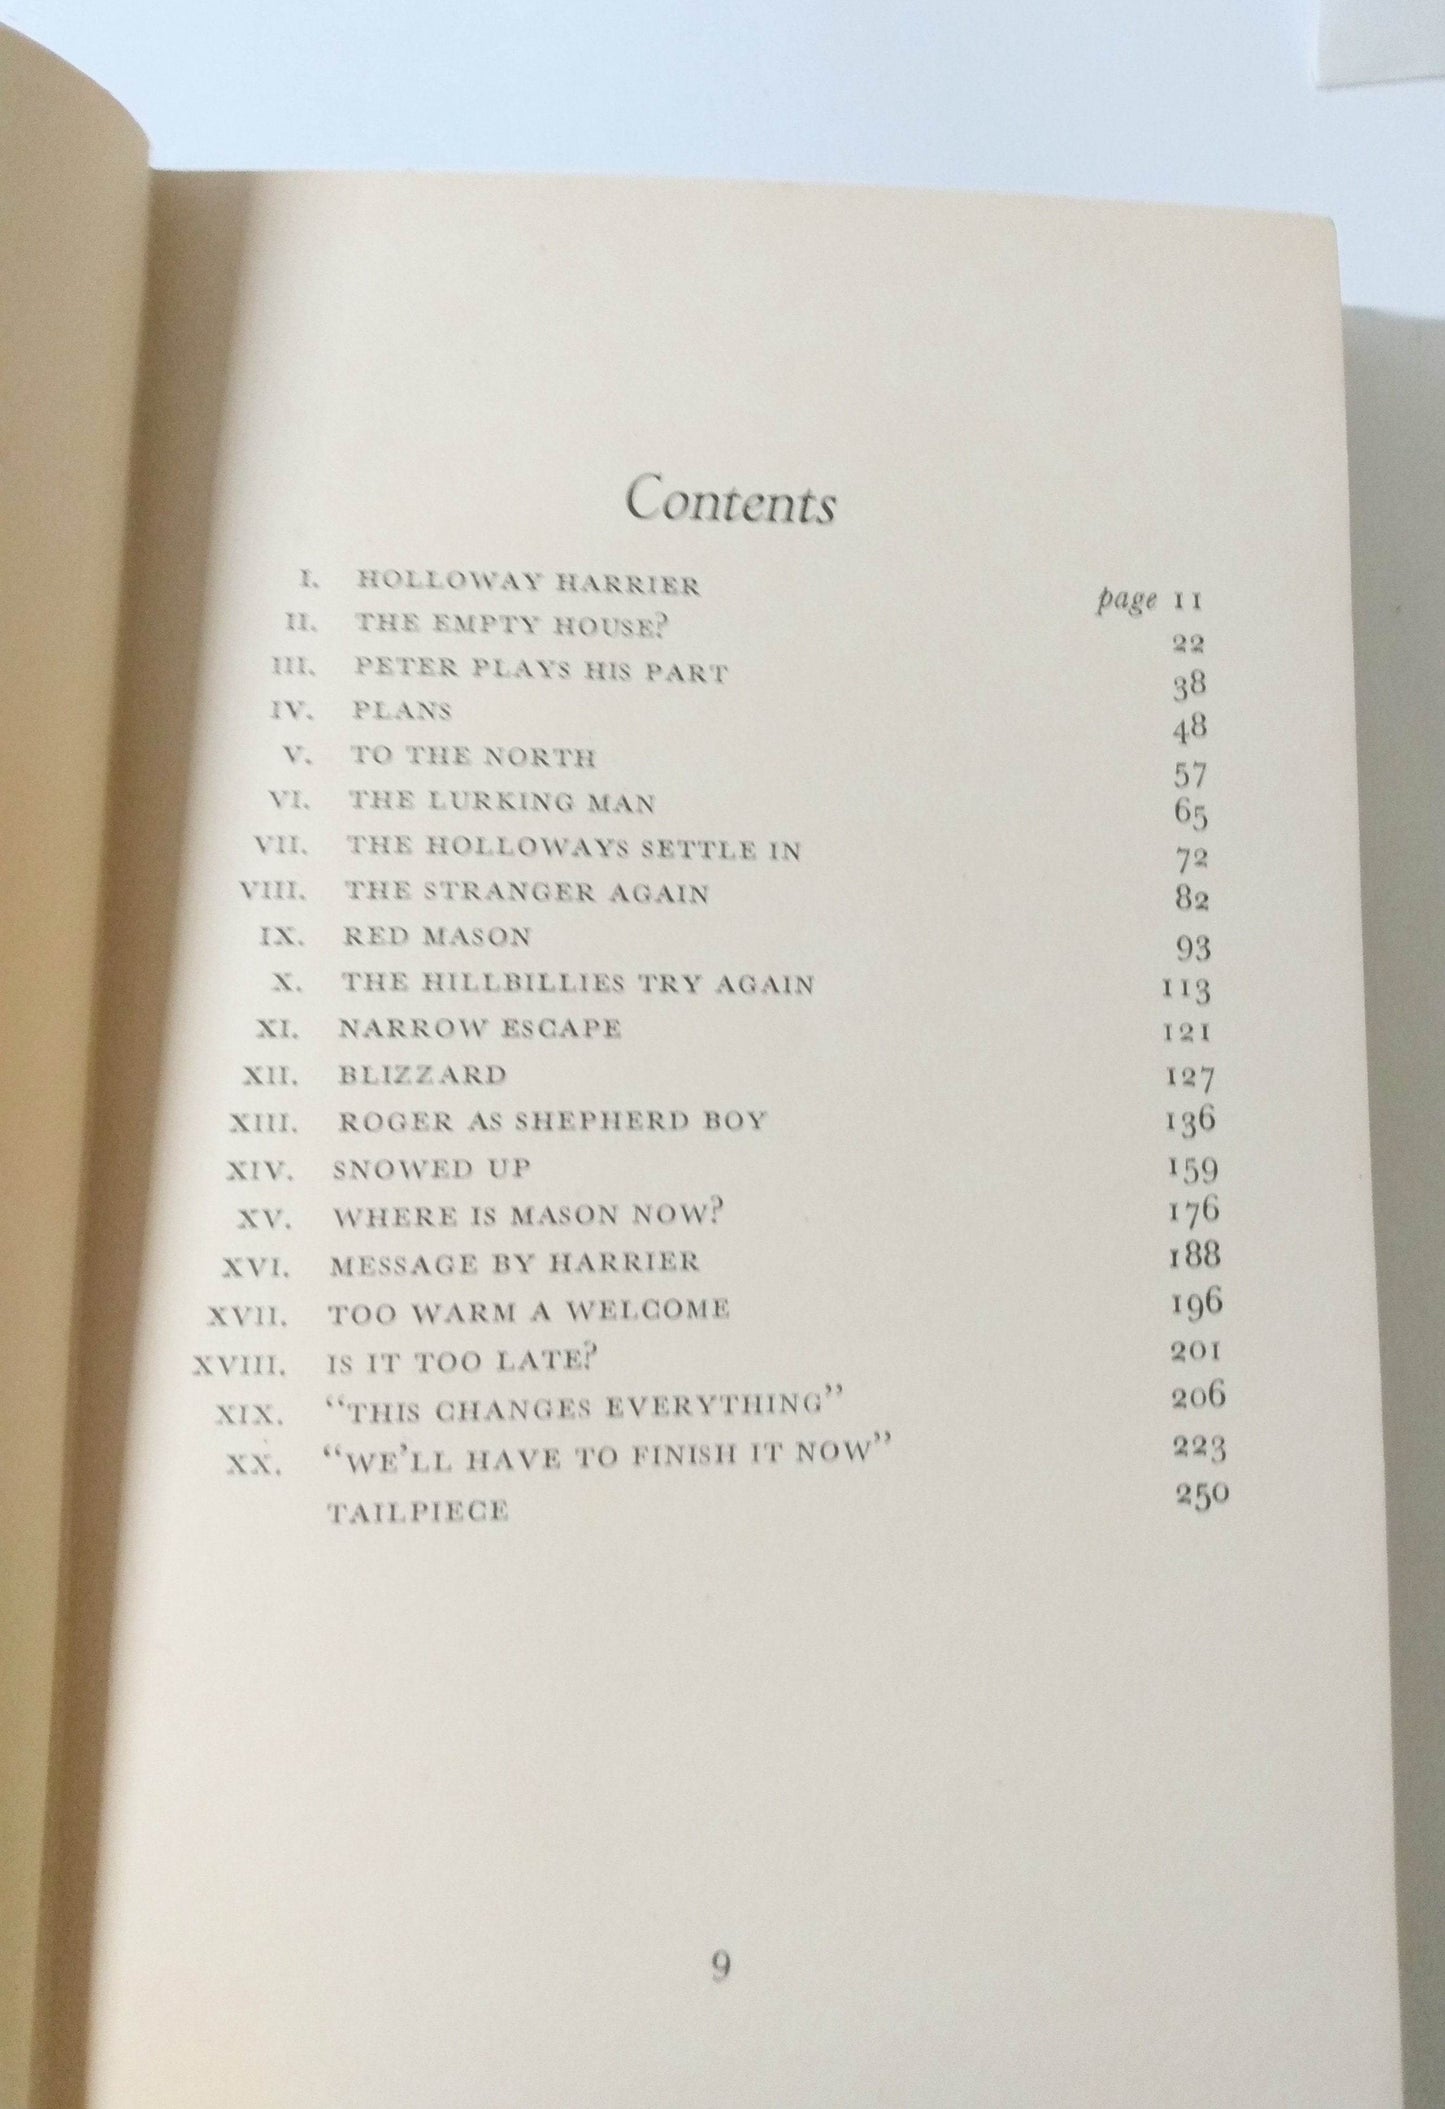 Contents
I. HOLLOWAY HARRIER page 11
II. THE EMPTY HOUSE? 22
III. PETER PLAYS HIS PART 38
IV. PLANS 48
V. TO THE NORTH 57
VI. THE LURKING MAN 65
VII. THE HOLLOWAYS SETTLE IN 72
VIII. THE STRANGER AGAIN 82
IX. RED MASON 93
X. THE HILLBILLIES TRY AGAIN 113
XI. NARROW ESCAPE 121
XII. BLIZZARD 127
XIII. ROGER AS SHEPHERD BOY 136
XIV. SNOWED UP 159
XV. WHERE IS MASON NOW? 176
XVI. MESSAGE BY HARRIER 188
XVII. TOO WARM A WELCOME 196
XVIII. IS IT TOO LATE? 201
XIX. “THIS CHANGES EVERYTHING” 206
XX. “WE’LL HAVE TO FINISH IT NOW” 223
TAILPIECE 250
9